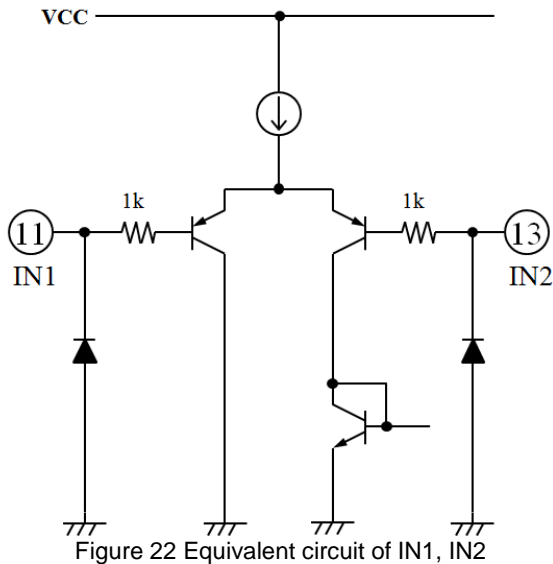 VCC
1k
1k
11
13
IN1
IN2
Figure 22 Equivalent circuit of IN1, IN2